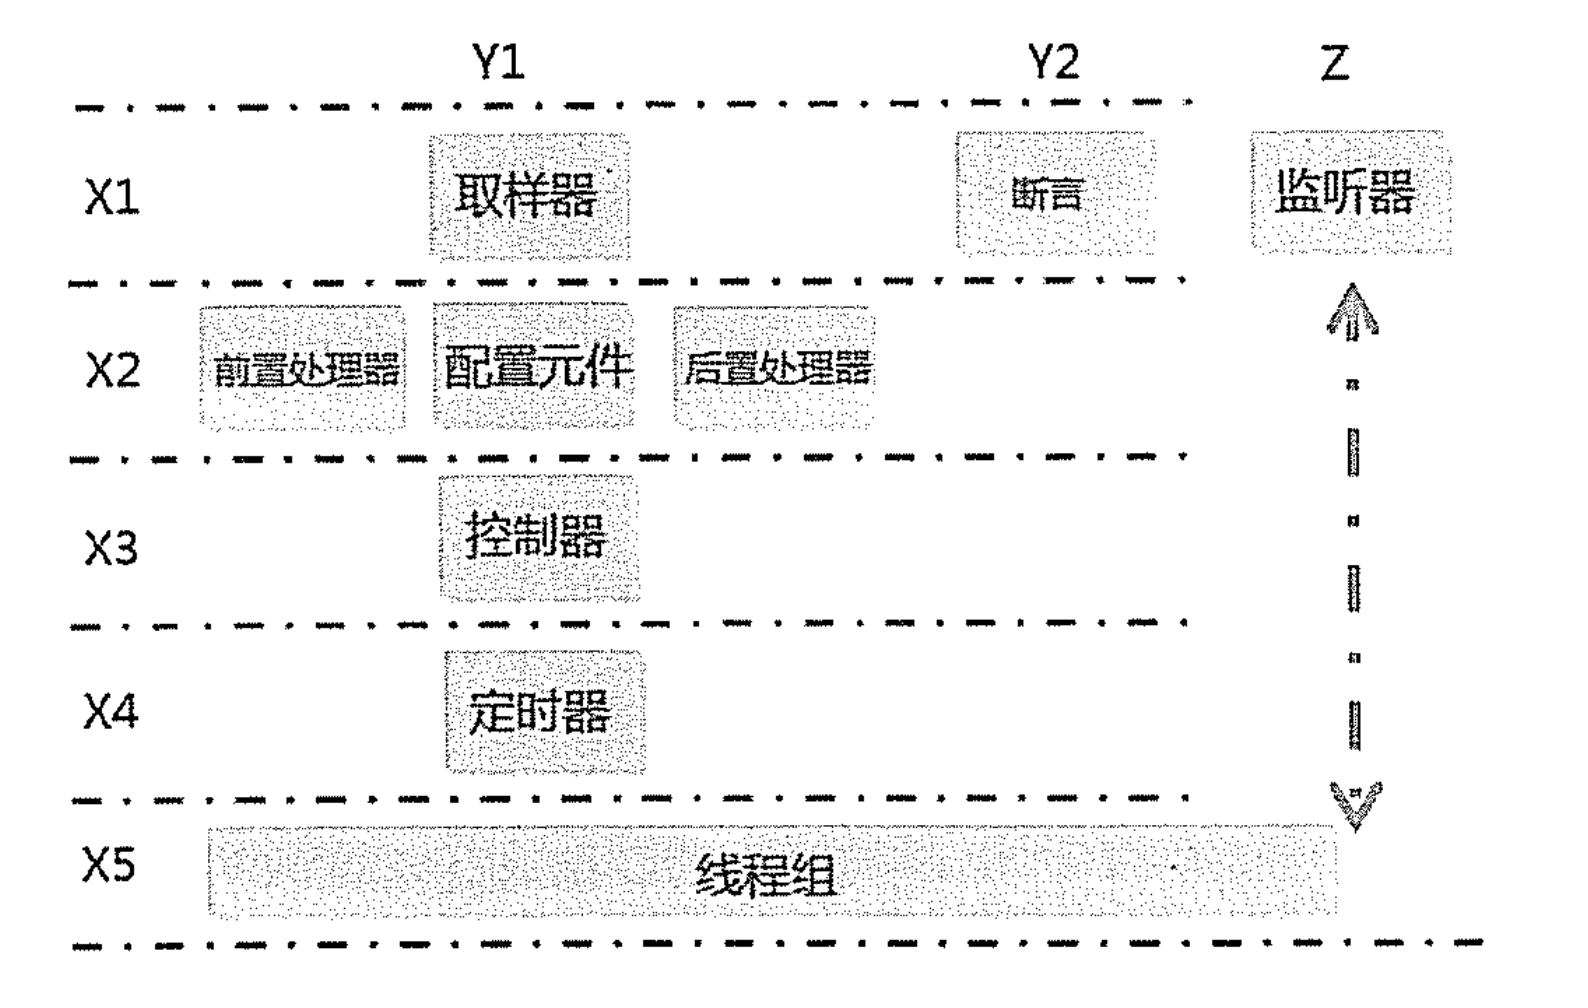 Y1 Y2 Z
X1 取样器 断言 监听器
X2 前置处理器 配置元件 后置处理器
X3 控制器
X4 定时器
X5 线程组